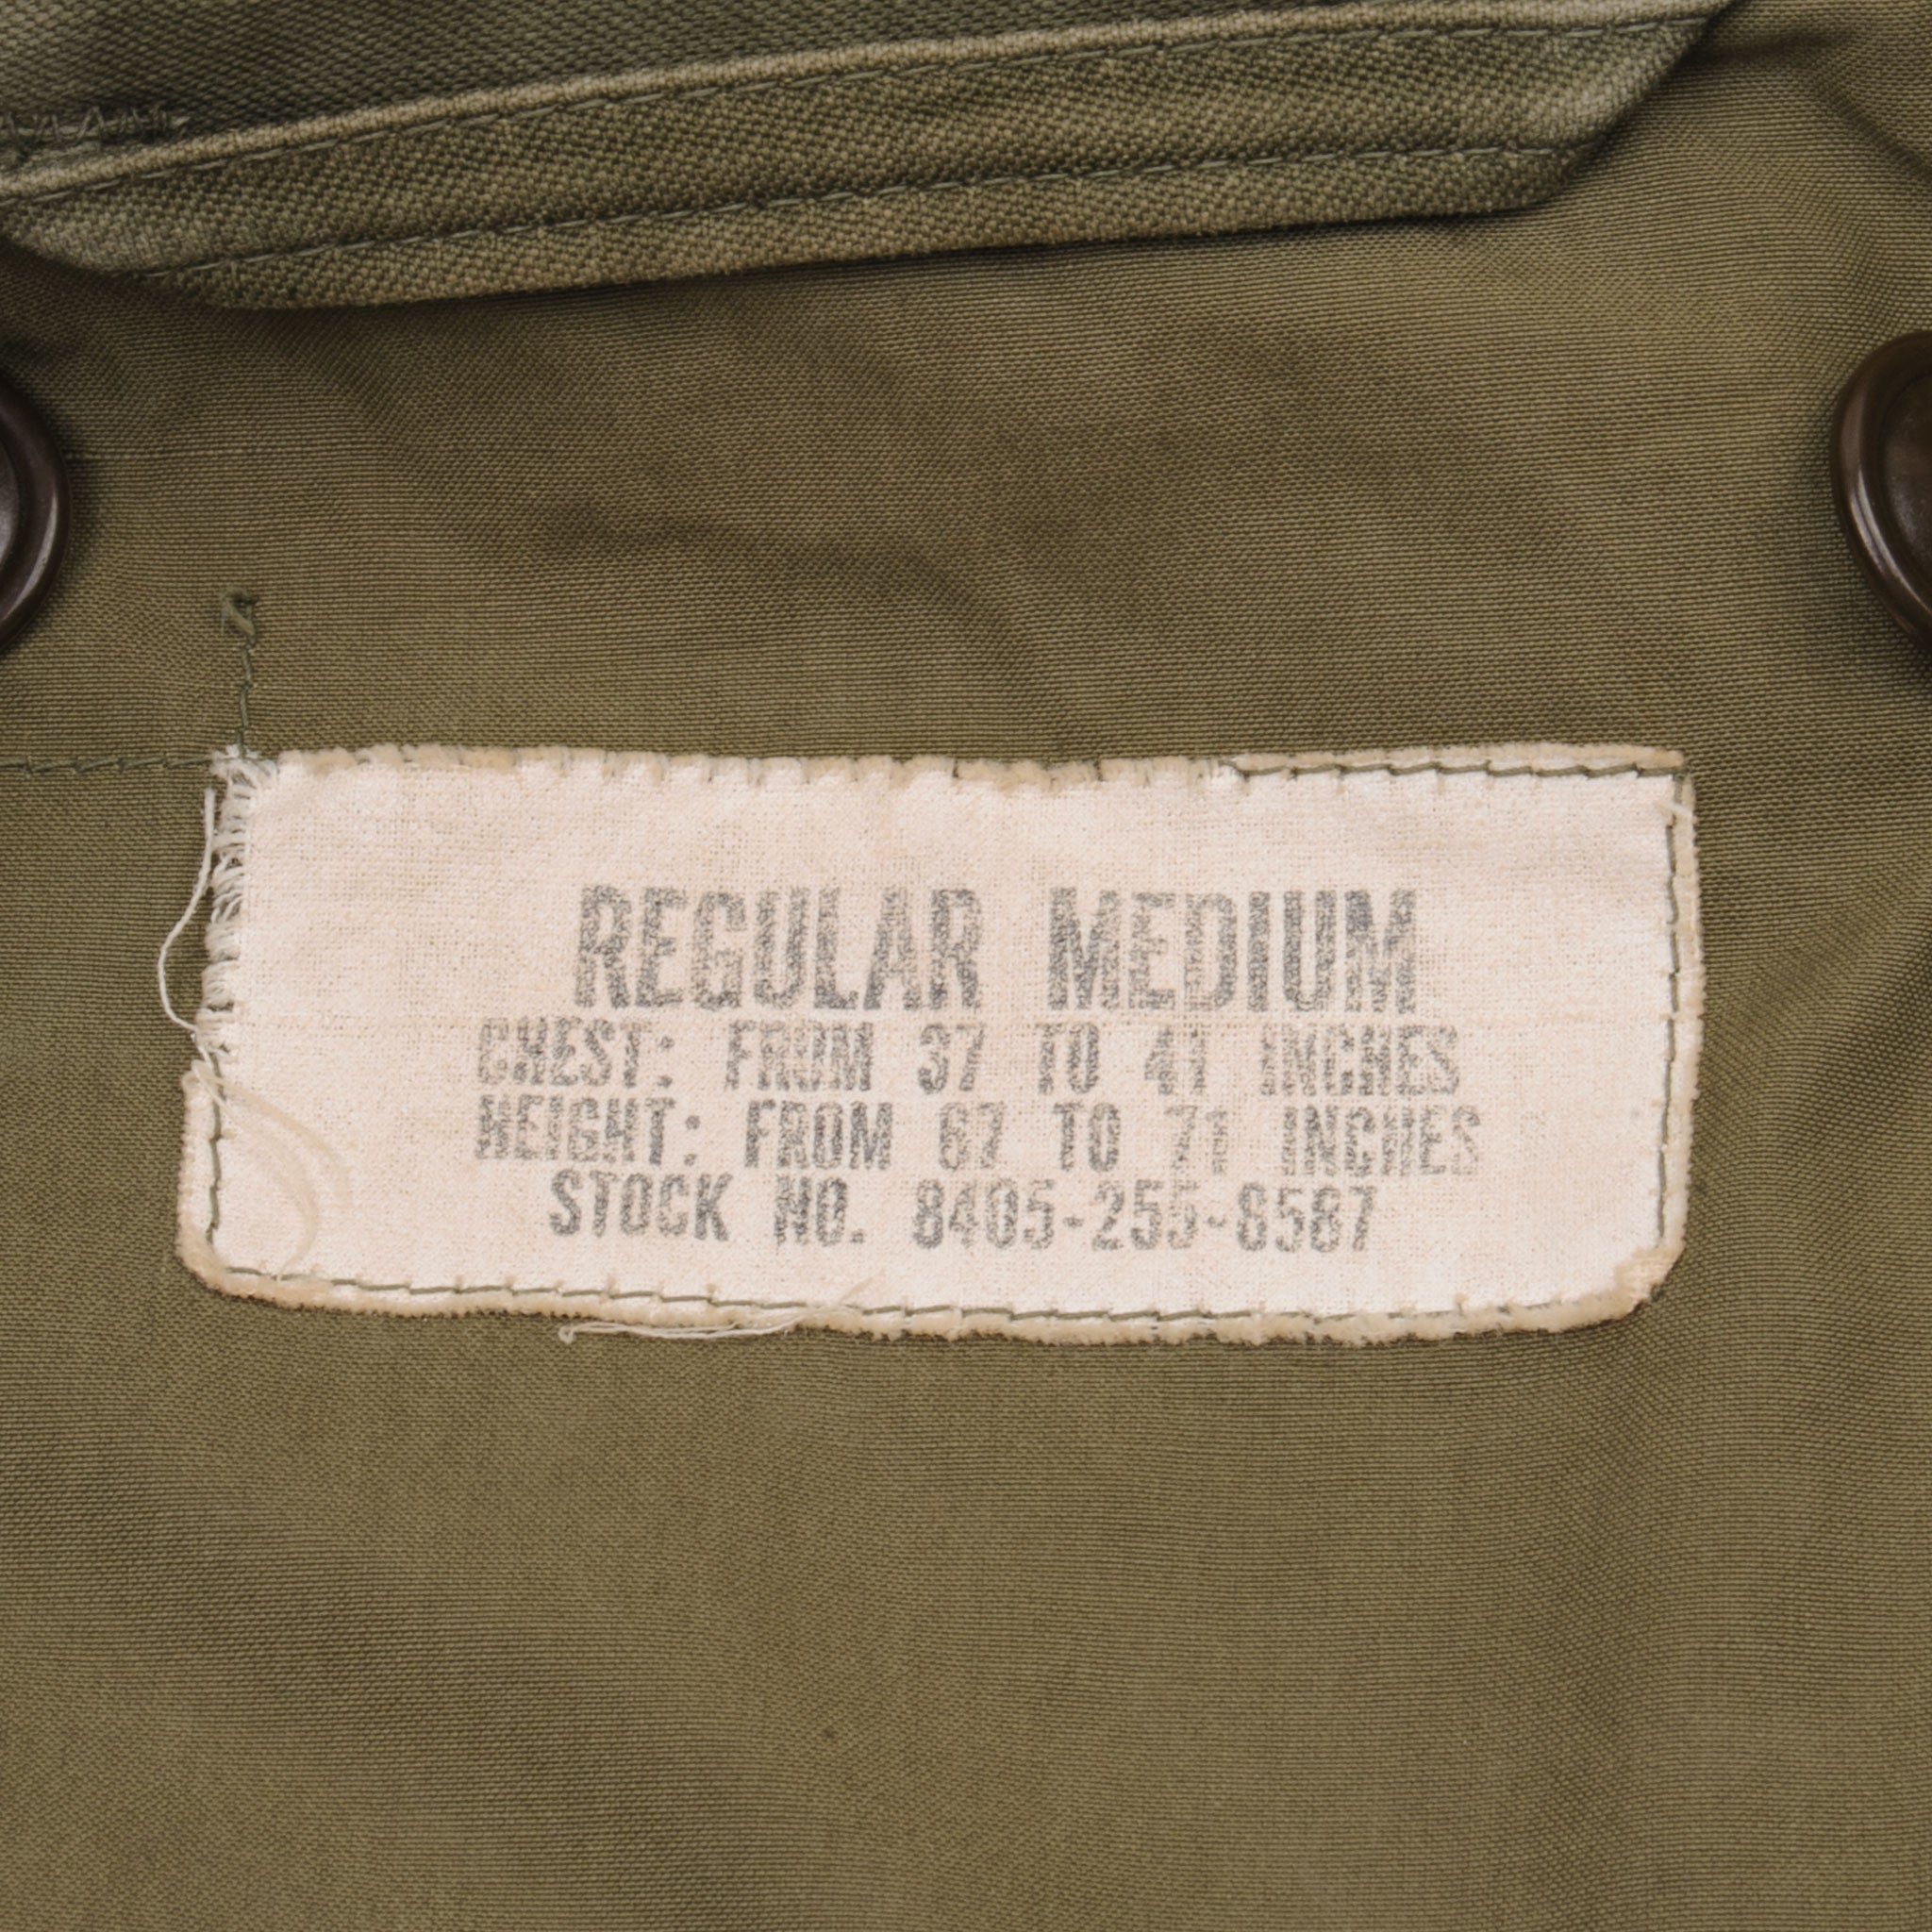 REGULAR MEDIUM
CHEST: FROM 37 TO 41 INCHES
HEIGHT: FROM 67 TO 71 INCHES
STOCK NO. 8405-255-8587